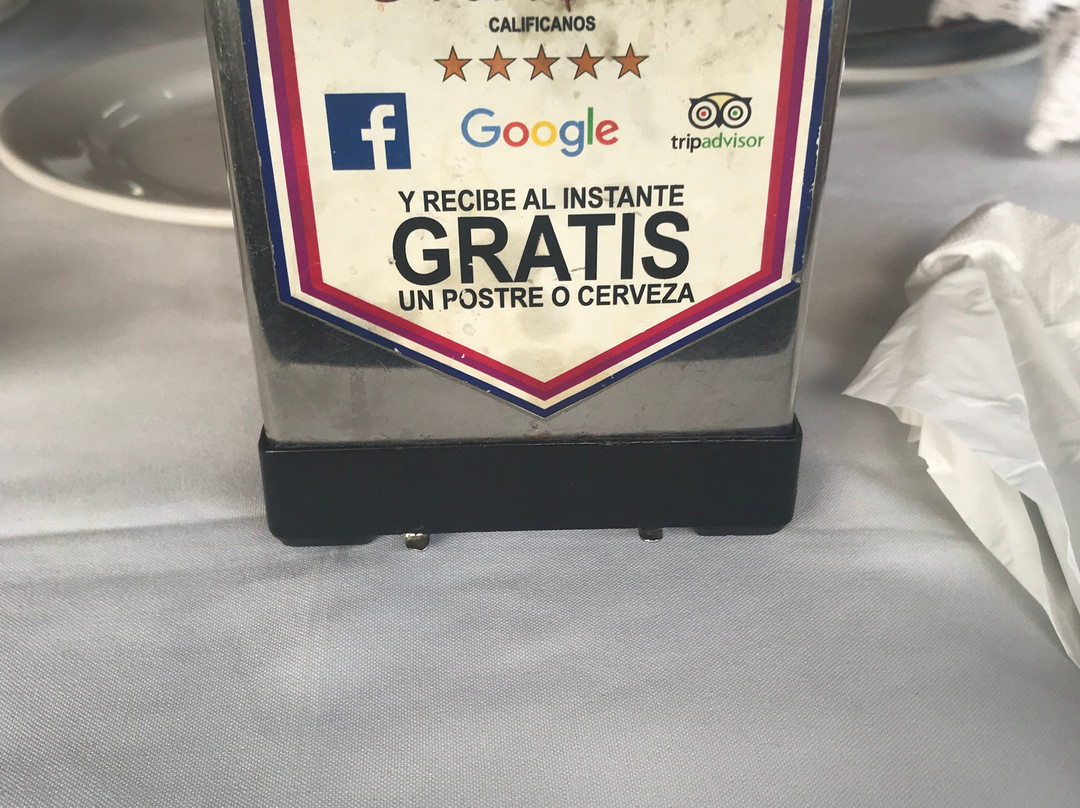 CALIFICANOS
f Google tripadvisor
Y RECIBE AL INSTANTE
GRATIS
UN POSTRE O CERVEZA